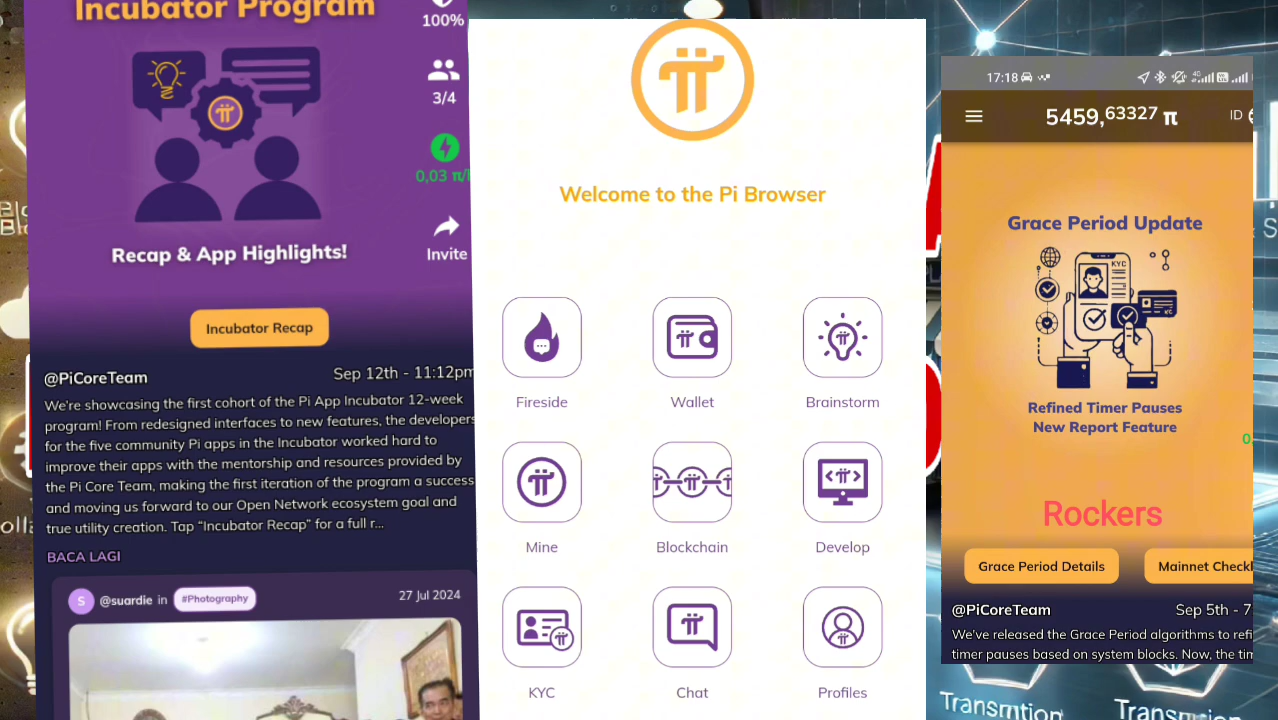 Incubator Program
100%
3/4
0,03 π/
Invite
Recap & App Highlights!
Incubator Recap
@PiCoreTeam
Sep 12th - 11:12pm
We're showcasing the first cohort of the Pi App Incubator 12-week
program! From redesigned interfaces to new features, the developers
for the five community Pi apps in the Incubator worked hard to
improve their apps with the mentorship and resources provided by
the Pi Core Team, making the first iteration of the program a success
and moving us forward to our Open Network ecosystem goal and
true utility creation. Tap “Incubator Recap” for a full r...
BACA LAGI
S
@suardie in #Photography
27 Jul 2024
Welcome to the Pi Browser
Fireside
Wallet
Brainstorm
Mine
Blockchain
Develop
KYC
Chat
Profiles
17:18
5459,63327 π
ID
Grace Period Update
KYC
Refined Timer Pauses
New Report Feature
Rockers
Grace Period Details
Mainnet Checkl
@PiCoreTeam
Sep 5th - 7
We've released the Grace Period algorithms to refi
timer pauses based on system blocks. Now, the tim